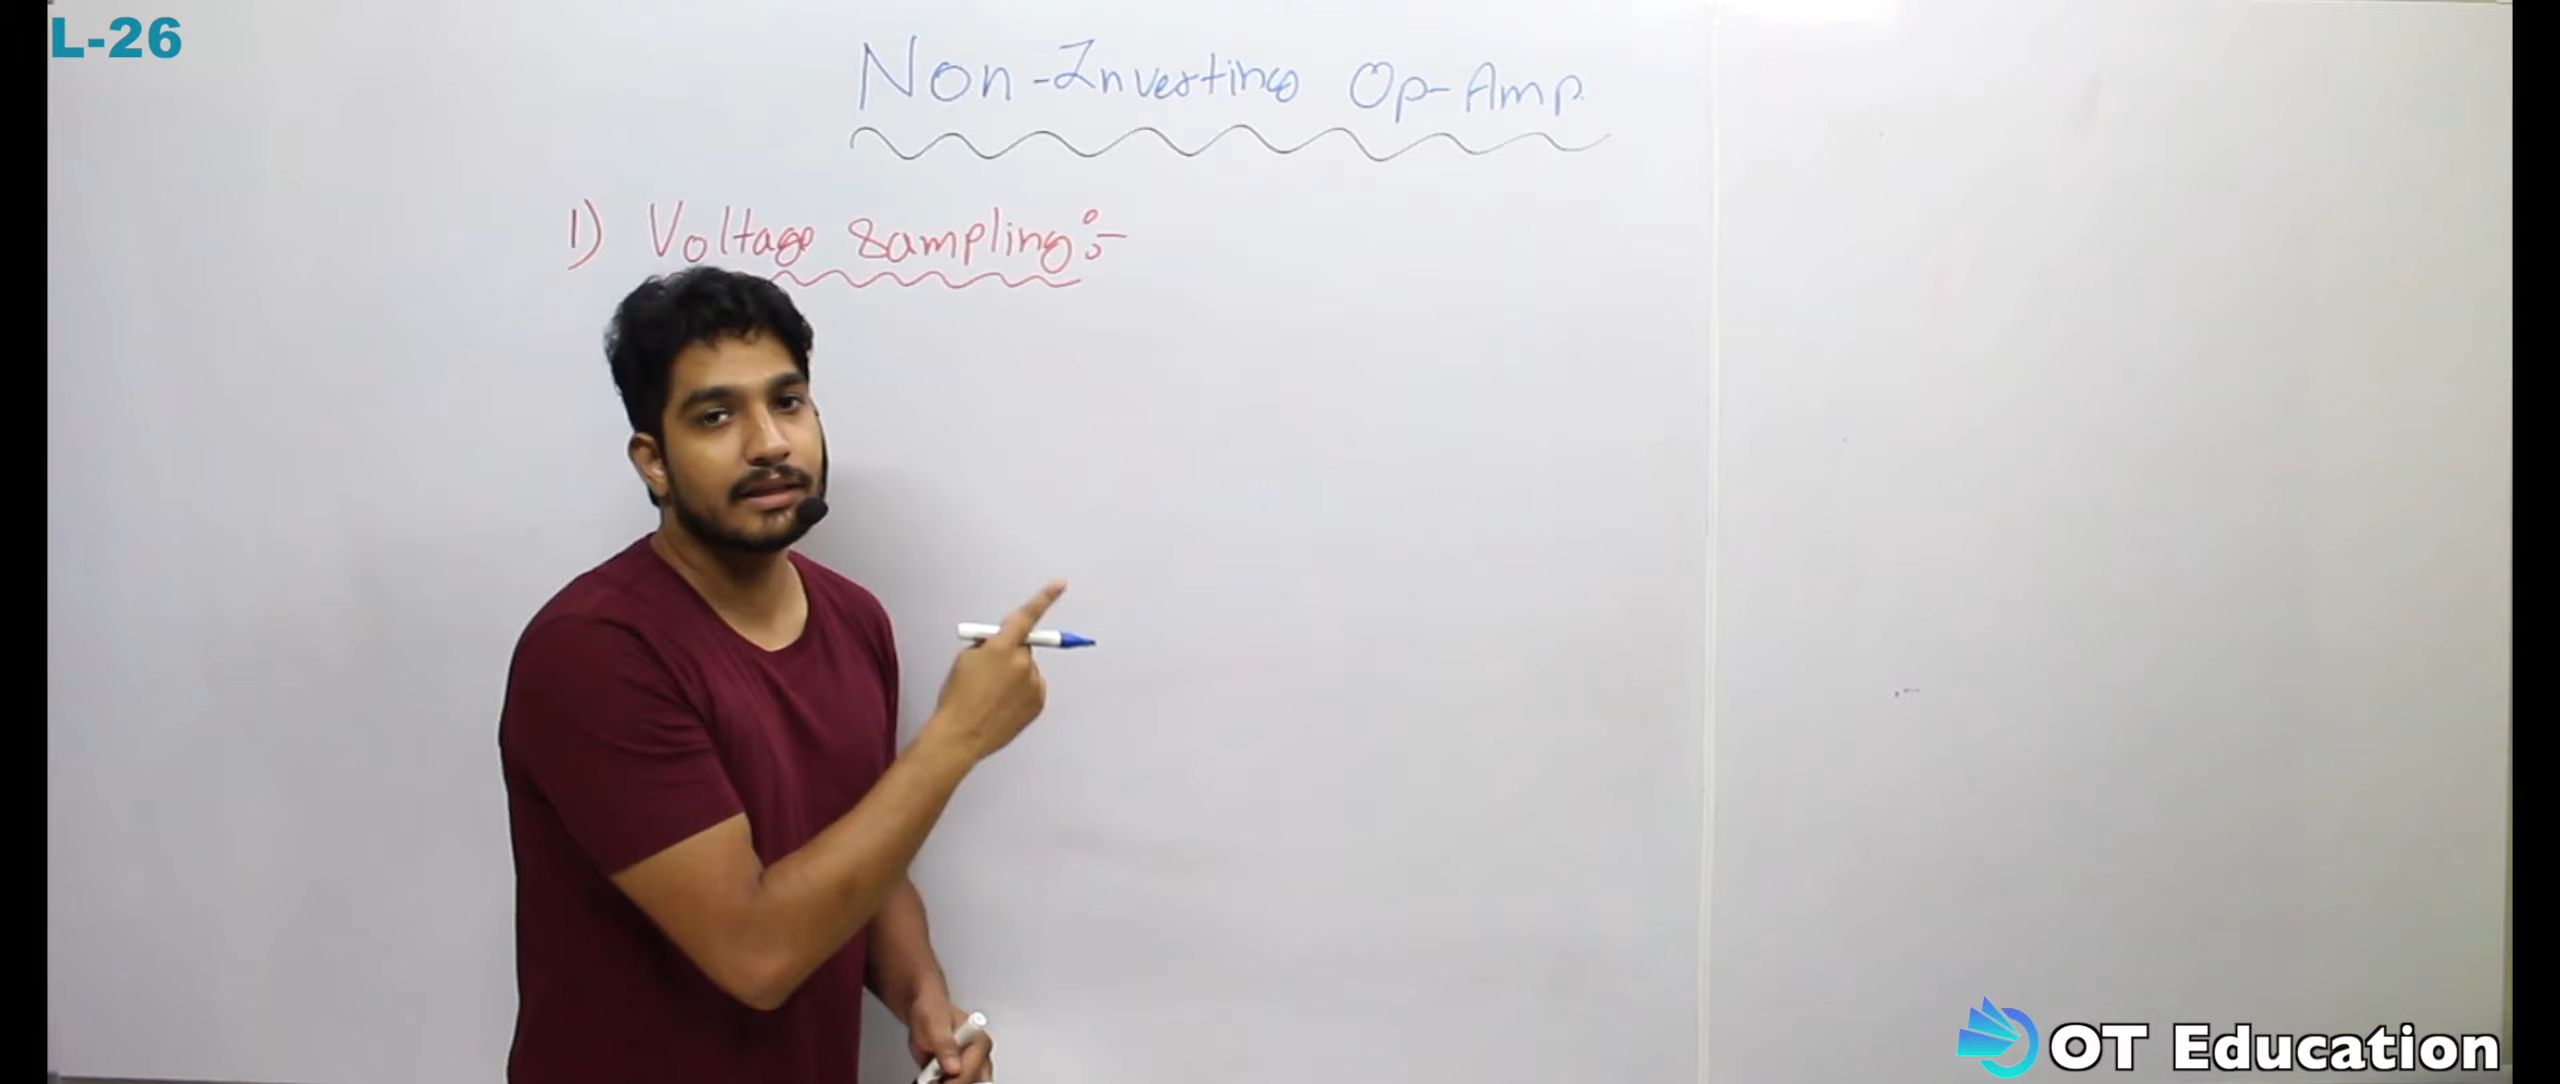 L-26
Non-Inverting Op-Amp.
1) Voltage Sampling:-
OT Education